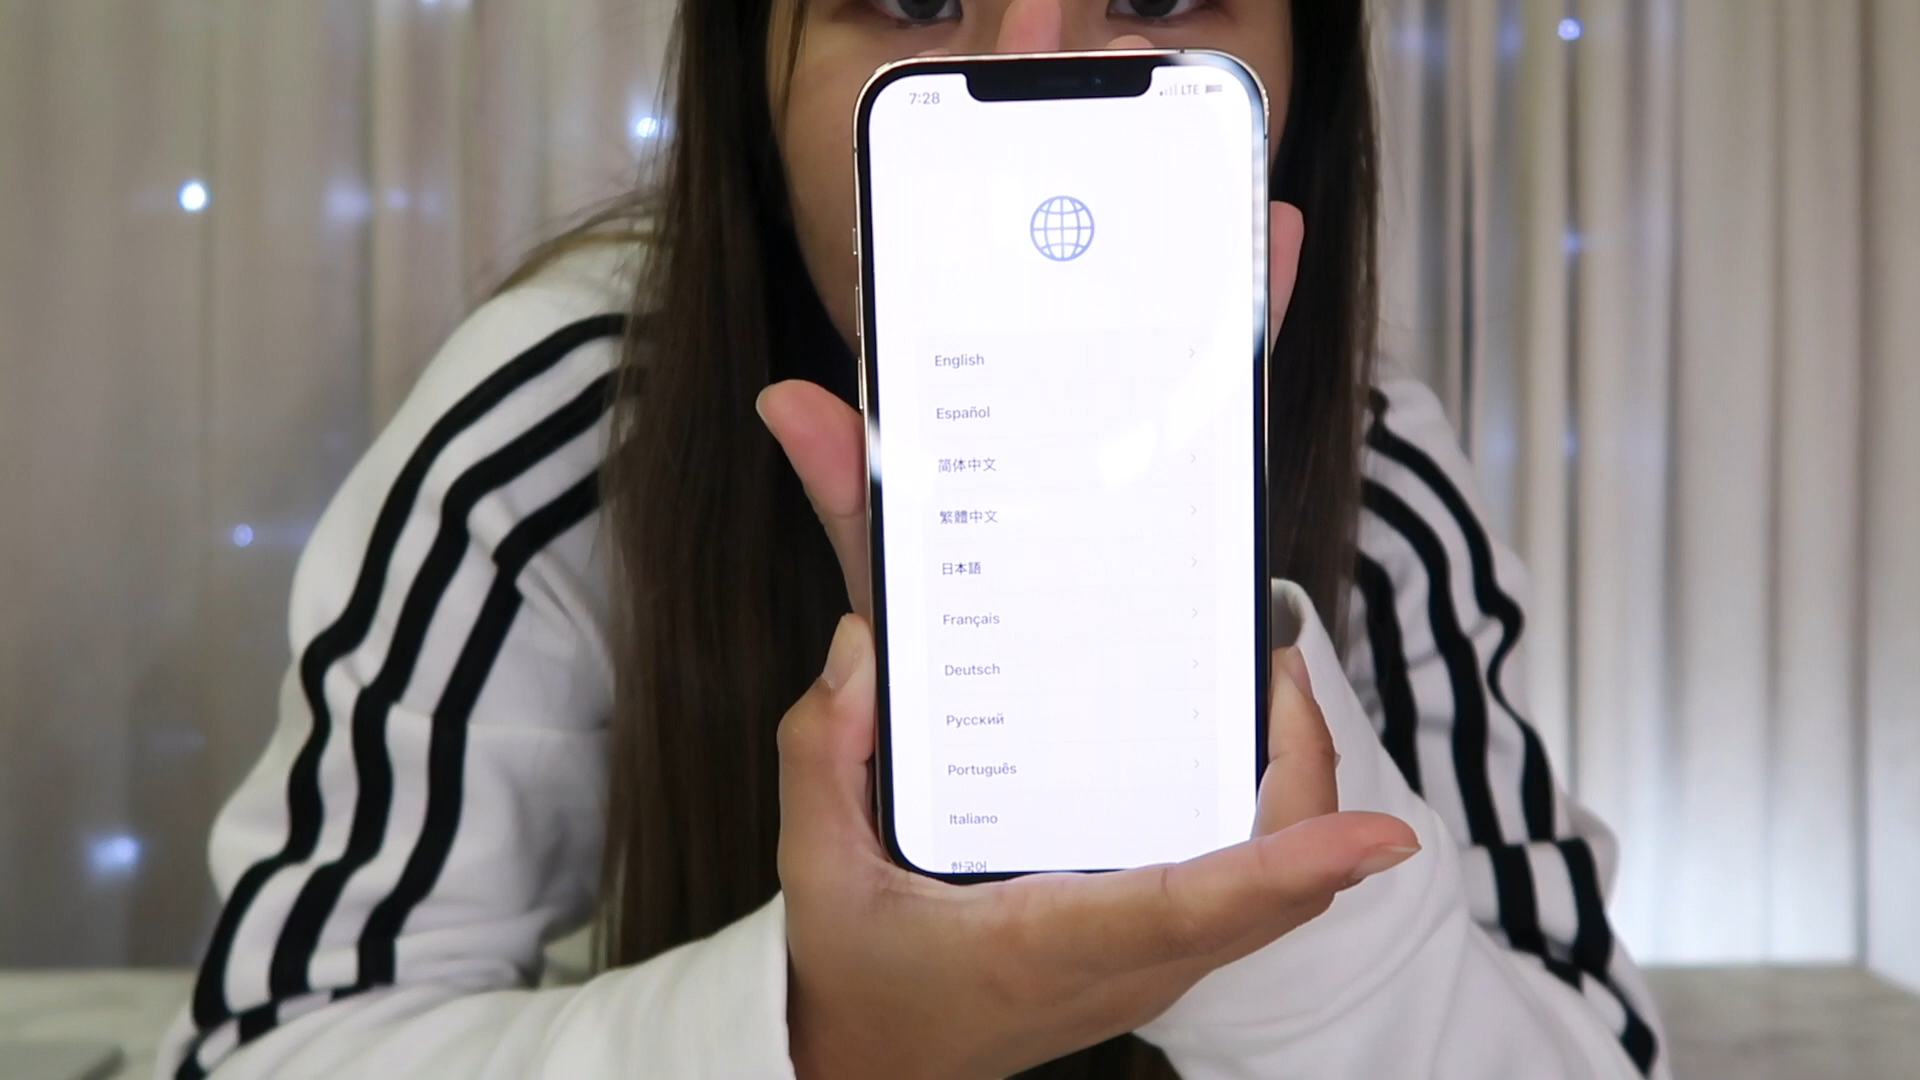 7:28 LTE
English
Español
简体中文
繁體中文
日本語
Français
Deutsch
Русский
Português
Italiano
한국어